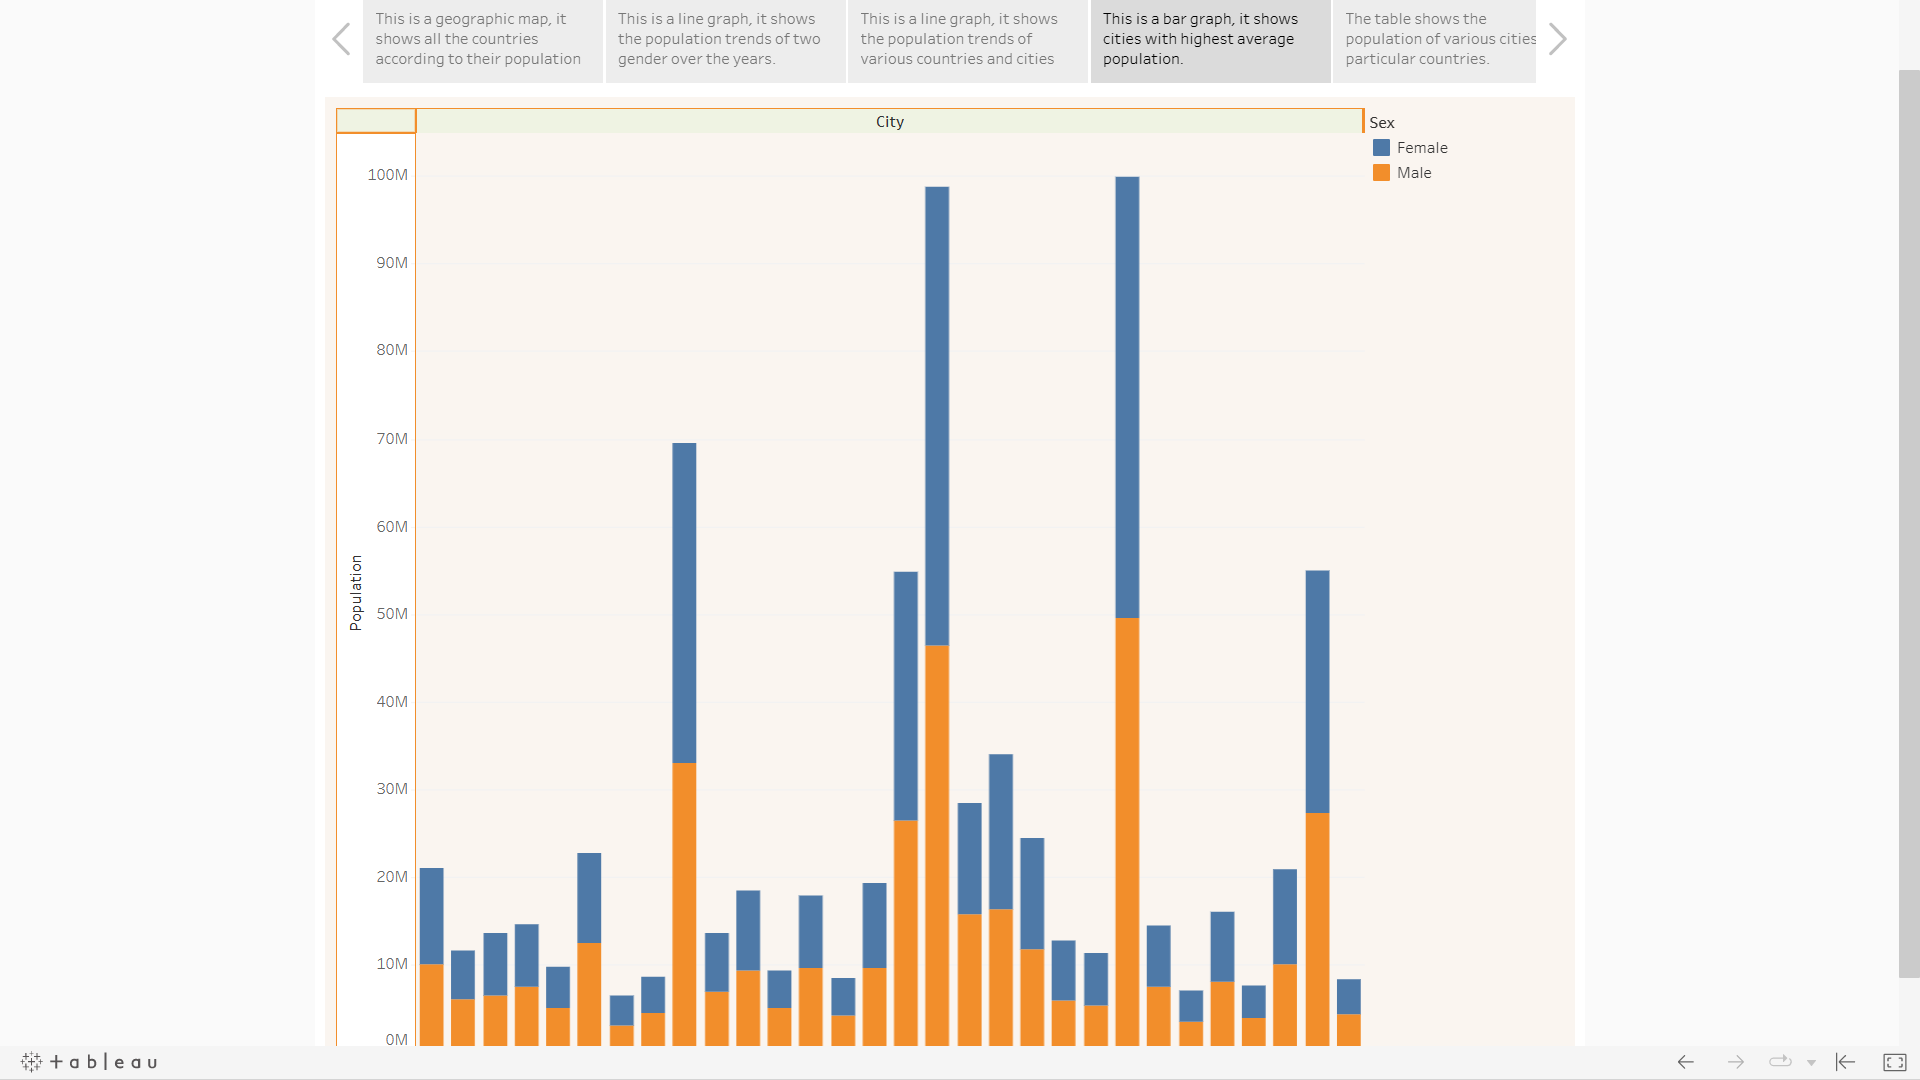 This is a geographic map, it
shows all the countries
according to their population
This is a line graph, it shows
the population trends of two
gender over the years.
This is a line graph, it shows
the population trends of
various countries and cities
This is a bar graph, it shows
cities with highest average
population.
The table shows the
population of various cities
particular countries.
City
Sex
Female
Male
Population
100M
90M
80M
70M
60M
50M
40M
30M
20M
10M
0M
+ a b l e a u